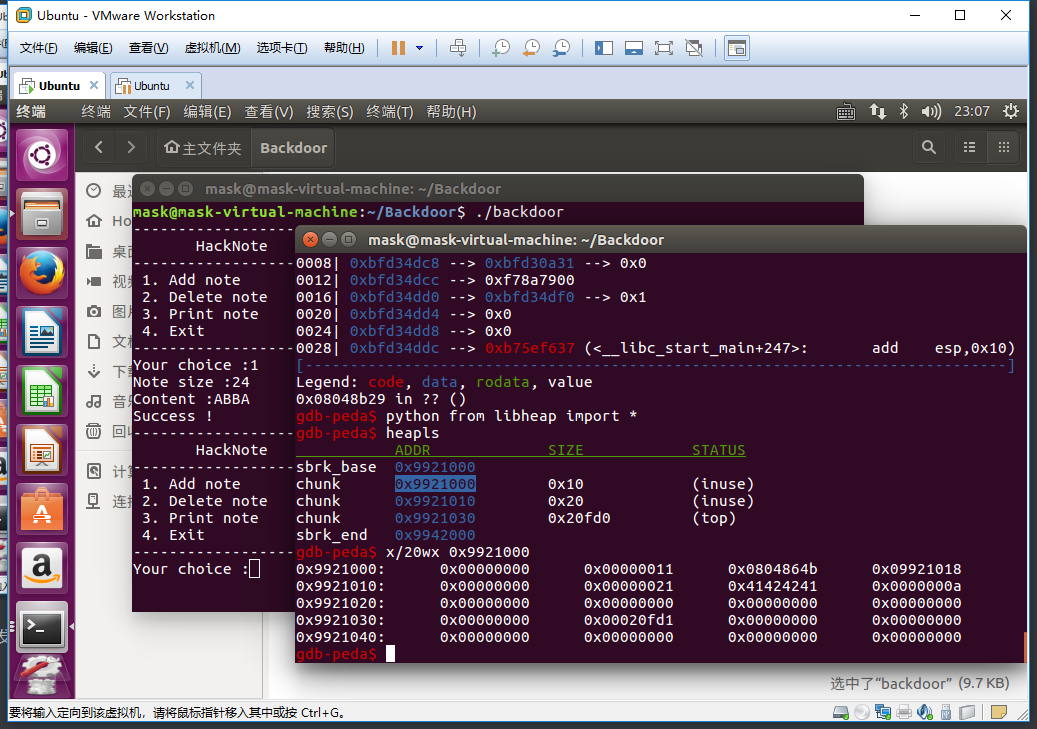 Ubuntu - VMware Workstation
文件(F) 编辑(E) 查看(V) 虚拟机(M) 选项卡(T) 帮助(H)
Ubuntu Ubuntu
终端 终端 文件(F) 编辑(E) 查看(V) 搜索(S) 终端(T) 帮助(H) 23:07
主文件夹 Backdoor
mask@mask-virtual-machine: ~/Backdoor
mask@mask-virtual-machine:~/Backdoor$ ./backdoor
-------------------
HackNote
-------------------
1. Add note
2. Delete note
3. Print note
4. Exit
-------------------
Your choice :1
Note size :24
Content :ABBA
Success !
-------------------
HackNote
-------------------
1. Add note
2. Delete note
3. Print note
4. Exit
-------------------
Your choice :
mask@mask-virtual-machine: ~/Backdoor
0008| 0xbfd34dc8 --> 0xbfd30a31 --> 0x0
0012| 0xbfd34dcc --> 0xf78a7900
0016| 0xbfd34dd0 --> 0xbfd34df0 --> 0x1
0020| 0xbfd34dd4 --> 0x0
0024| 0xbfd34dd8 --> 0x0
0028| 0xbfd34ddc --> 0xb75ef637 (<__libc_start_main+247>: add esp,0x10)
[------------------------------------------------------------------------------]
Legend: code, data, rodata, value
0x08048b29 in ?? ()
gdb-peda$ python from libheap import *
gdb-peda$ heapls
ADDR SIZE STATUS
sbrk_base 0x9921000
chunk 0x9921000 0x10 (inuse)
chunk 0x9921010 0x20 (inuse)
chunk 0x9921030 0x20fd0 (top)
sbrk_end 0x9942000
gdb-peda$ x/20wx 0x9921000
0x9921000: 0x00000000 0x00000011 0x0804864b 0x09921018
0x9921010: 0x00000000 0x00000021 0x41424241 0x0000000a
0x9921020: 0x00000000 0x00000000 0x00000000 0x00000000
0x9921030: 0x00000000 0x00020fd1 0x00000000 0x00000000
0x9921040: 0x00000000 0x00000000 0x00000000 0x00000000
gdb-peda$
选中了“backdoor” (9.7 KB)
要将输入定向到该虚拟机，请将鼠标指针移入其中或按 Ctrl+G。